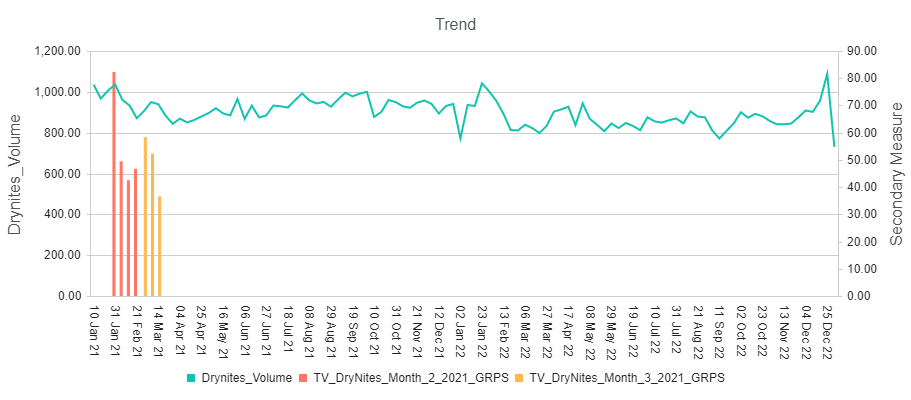 Trend
1,200.00
1,000.00
800.00
600.00
400.00
200.00
0.00
Drynites_Volume
90.00
80.00
70.00
60.00
50.00
40.00
30.00
20.00
10.00
0.00
Secondary Measure
10 Jan 21
31 Jan 21
21 Feb 21
14 Mar 21
04 Apr 21
25 Apr 21
16 May 21
06 Jun 21
27 Jun 21
18 Jul 21
08 Aug 21
29 Aug 21
19 Sep 21
10 Oct 21
31 Oct 21
21 Nov 21
12 Dec 21
02 Jan 22
23 Jan 22
13 Feb 22
06 Mar 22
27 Mar 22
17 Apr 22
08 May 22
29 May 22
19 Jun 22
10 Jul 22
31 Jul 22
21 Aug 22
11 Sep 22
02 Oct 22
23 Oct 22
13 Nov 22
04 Dec 22
25 Dec 22
Drynites_Volume TV_DryNites_Month_2_2021_GRPS TV_DryNites_Month_3_2021_GRPS